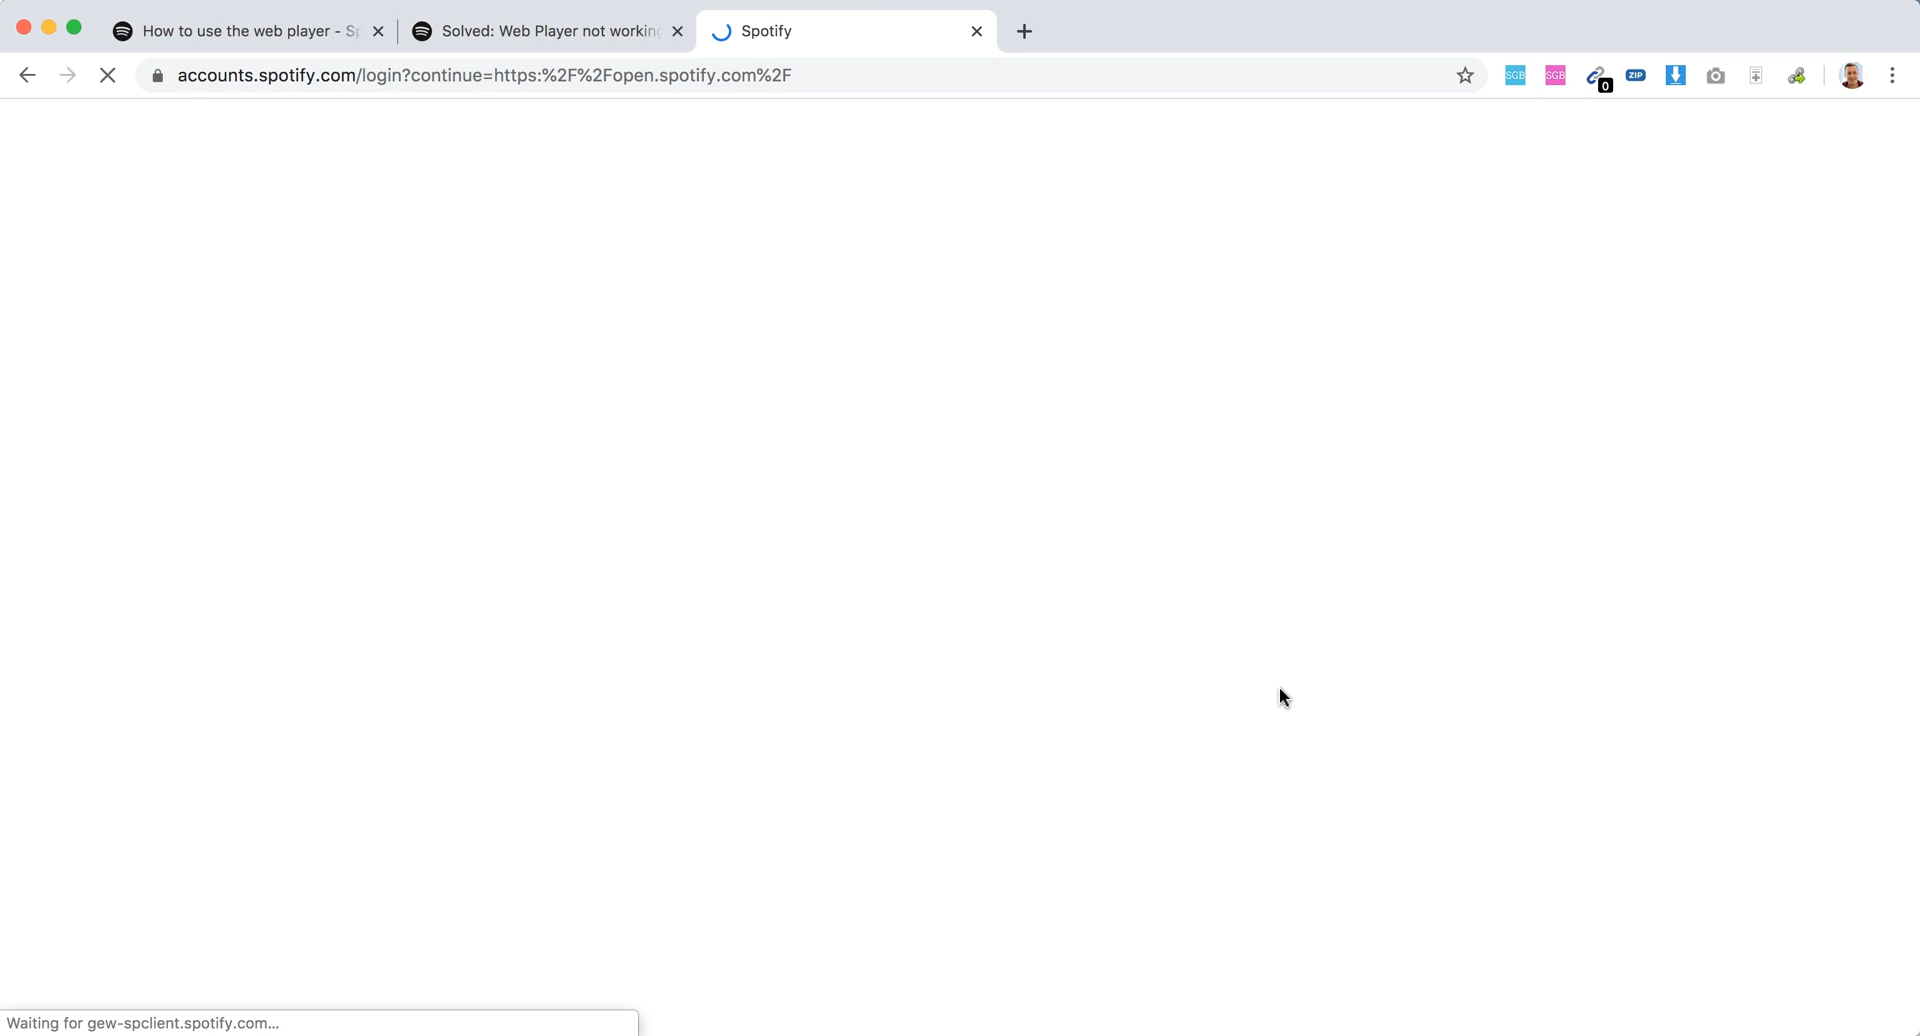 How to use the web player - Sp
Solved: Web Player not working
Spotify
accounts.spotify.com/login?continue=https:%2F%2Fopen.spotify.com%2F
SGB
SGB
0
ZIP
Waiting for gew-spclient.spotify.com...